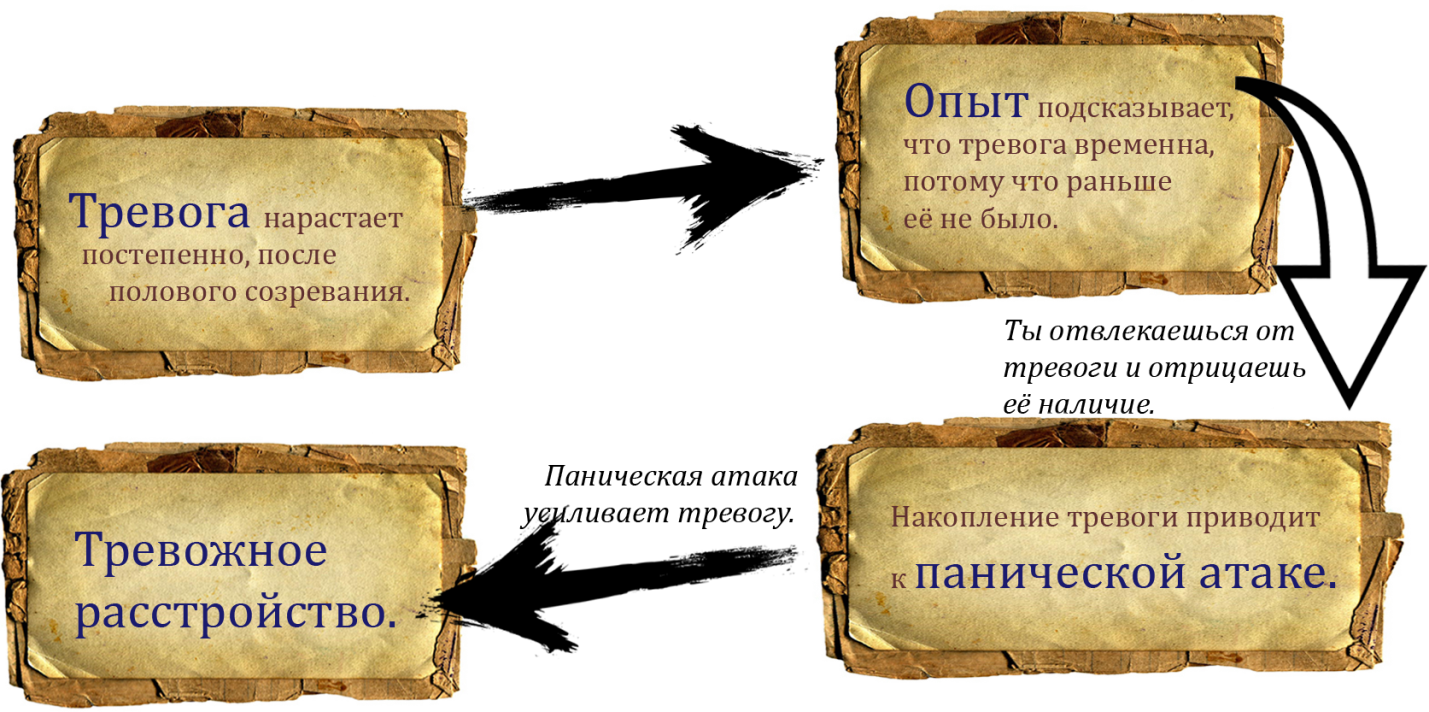 Тревога нарастает
постепенно, после
полового созревания.
Опыт подсказывает,
что тревога временна,
потому что раньше
её не было.
Ты отвлекаешься от
тревоги и отрицаешь
её наличие.
Накопление тревоги приводит
к панической атаке.
Паническая атака
усиливает тревогу.
Тревожное
расстройство.